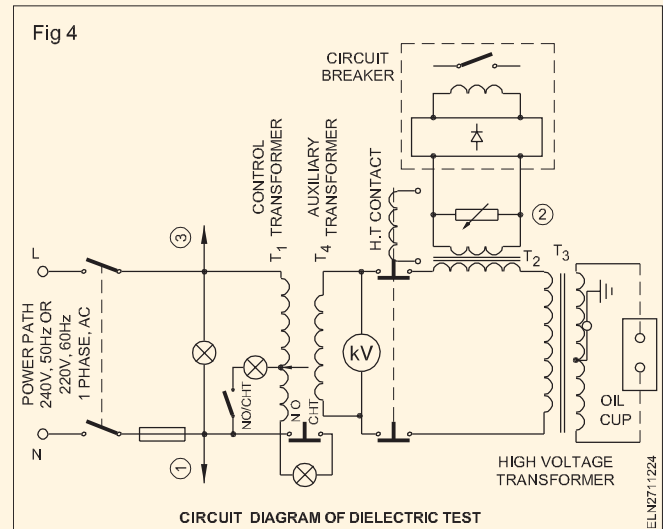 Fig 4
CIRCUIT
BREAKER
CONTROL
TRANSFORMER
AUXILIARY
TRANSFORMER
H.T CONTACT
3
2
T1
T4
T2
T3
L
POWER PATH
240V, 50Hz OR
220V, 60Hz
1 PHASE, AC
kV
NO/CHT
N O
CHT
N
1
OIL
CUP
HIGH VOLTAGE
TRANSFORMER
CIRCUIT DIAGRAM OF DIELECTRIC TEST
ELN2711224